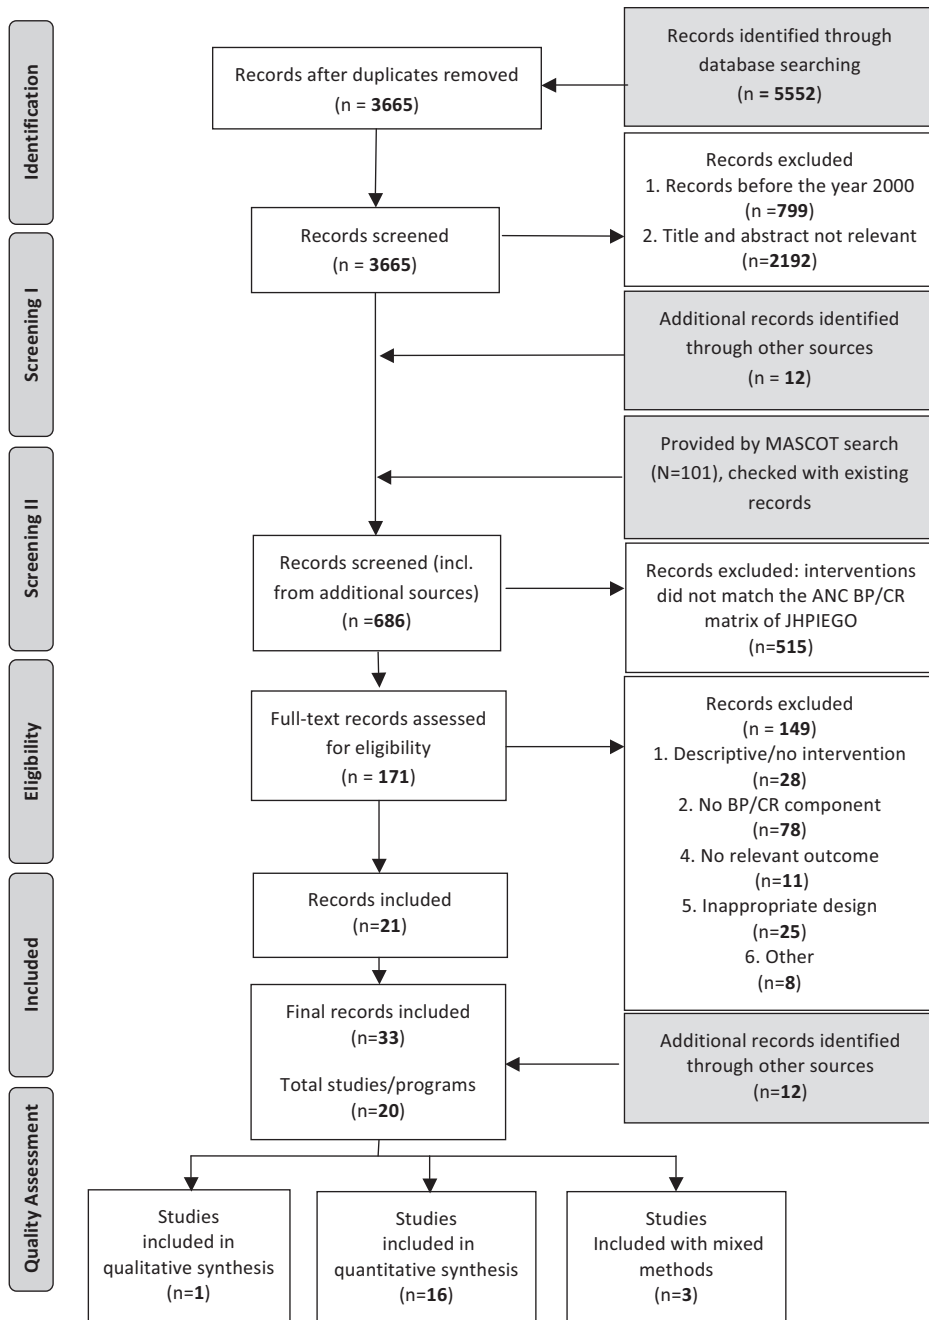 Identification
Records identified through
database searching
(n = 5552)
Records after duplicates removed
(n = 3665)
Records excluded
1. Records before the year 2000
(n =799)
2. Title and abstract not relevant
(n=2192)
Records screened
(n = 3665)
Screening I
Additional records identified
through other sources
(n = 12)
Provided by MASCOT search
(N=101), checked with existing
records
Screening II
Records screened (incl.
from additional sources)
(n =686)
Records excluded: interventions
did not match the ANC BP/CR
matrix of JHPIEGO
(n=515)
Eligibility
Full-text records assessed
for eligibility
(n = 171)
Records excluded
(n = 149)
1. Descriptive/no intervention
(n=28)
2. No BP/CR component
(n=78)
4. No relevant outcome
(n=11)
5. Inappropriate design
(n=25)
6. Other
(n=8)
Included
Records included
(n=21)
Final records included
(n=33)
Total studies/programs
(n=20)
Additional records identified
through other sources
(n=12)
Quality Assessment
Studies
included in
qualitative synthesis
(n=1)
Studies
included in
quantitative synthesis
(n=16)
Studies
Included with mixed
methods
(n=3)